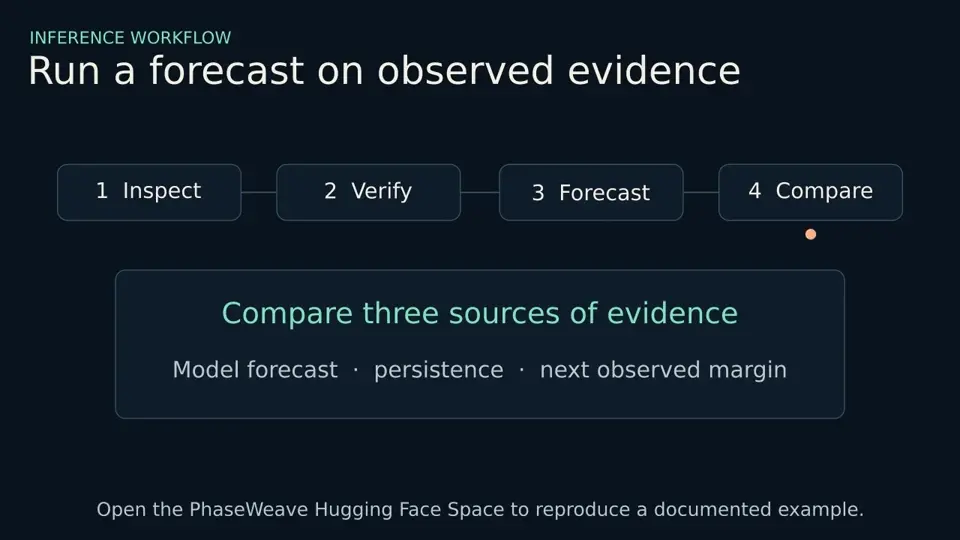 INFERENCE WORKFLOW
Run a forecast on observed evidence
1 Inspect
2 Verify
3 Forecast
4 Compare
Compare three sources of evidence
Model forecast · persistence · next observed margin
Open the PhaseWeave Hugging Face Space to reproduce a documented example.